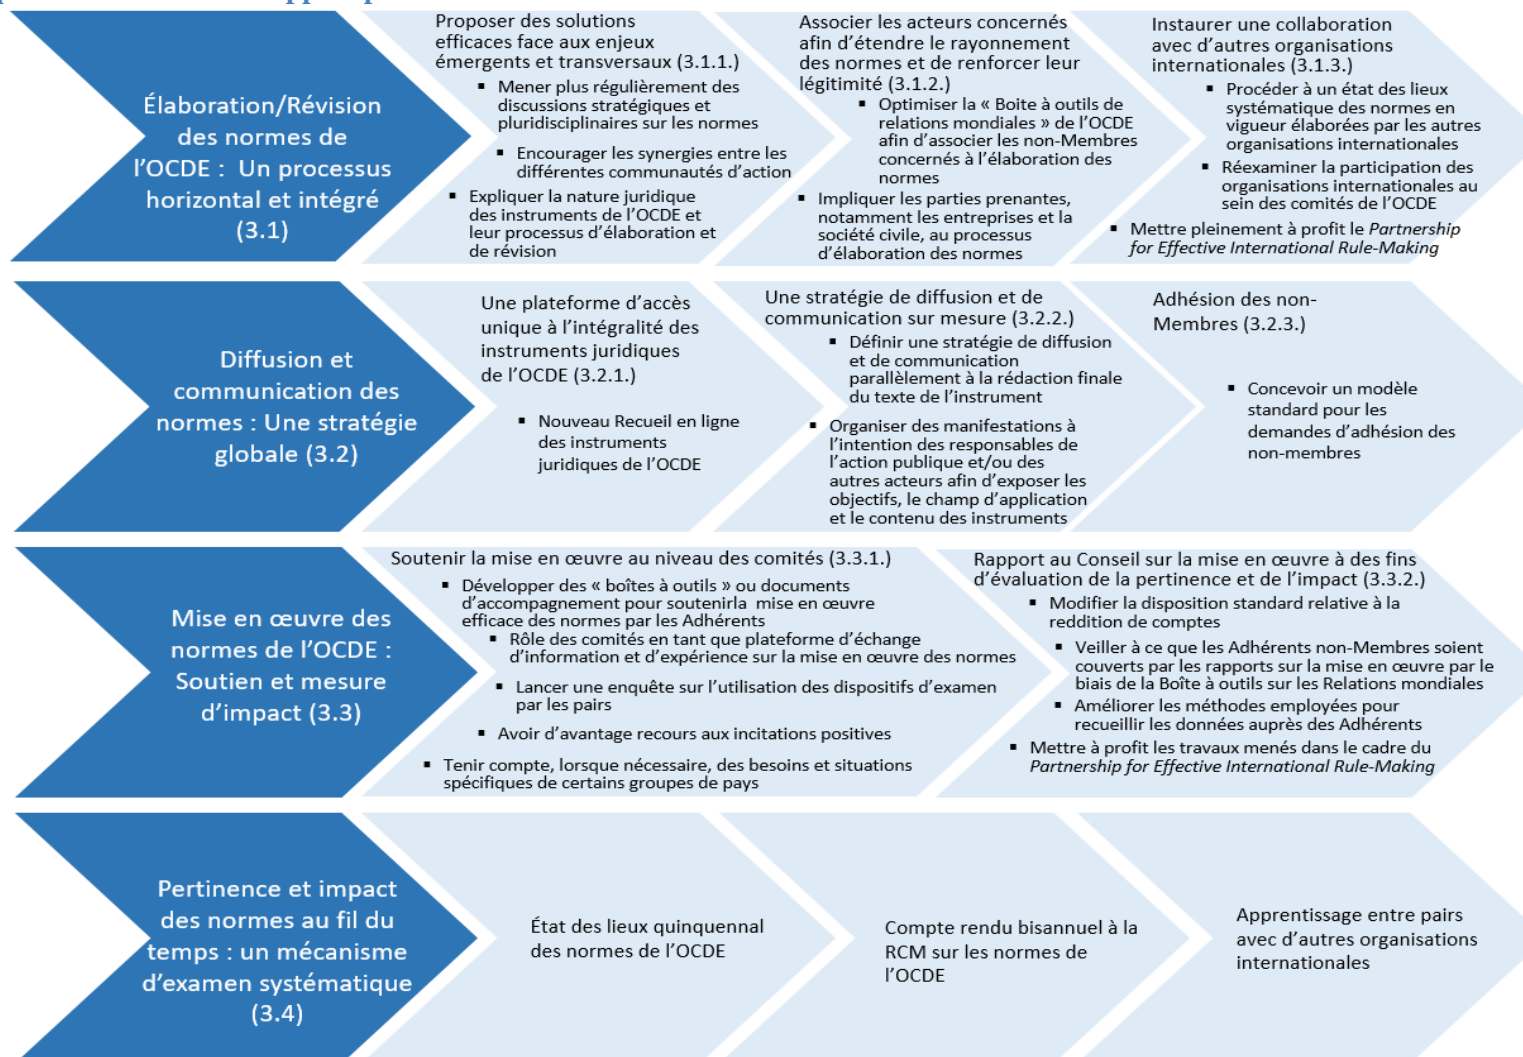 Élaboration/Révision
des normes de
l’OCDE : Un processus
horizontal et intégré
(3.1)
Proposer des solutions
efficaces face aux enjeux
émergents et transversaux (3.1.1.)
▪ Mener plus régulièrement des
discussions stratégiques et
pluridisciplinaires sur les normes
▪ Encourager les synergies entre les
différentes communautés d’action
▪ Expliquer la nature juridique
des instruments de l’OCDE et
leur processus d’élaboration et
de révision
Associer les acteurs concernés
afin d’étendre le rayonnement
des normes et de renforcer leur
légitimité (3.1.2.)
▪ Optimiser la « Boite à outils de
relations mondiales » de l’OCDE
afin d’associer les non-Membres
concernés à l’élaboration des
normes
▪ Impliquer les parties prenantes,
notamment les entreprises et la
société civile, au processus
d’élaboration des normes
Instaurer une collaboration
avec d’autres organisations
internationales (3.1.3.)
▪ Procéder à un état des lieux
systématique des normes en
vigueur élaborées par les autres
organisations internationales
▪ Réexaminer la participation des
organisations internationales au
sein des comités de l’OCDE
▪ Mettre pleinement à profit le Partnership
for Effective International Rule-Making
Diffusion et
communication des
normes : Une stratégie
globale (3.2)
Une plateforme d’accès
unique à l’intégralité des
instruments juridiques
de l’OCDE (3.2.1.)
▪ Nouveau Recueil en ligne
des instruments
juridiques de l’OCDE
Une stratégie de diffusion et de
communication sur mesure (3.2.2.)
▪ Définir une stratégie de diffusion
et de communication
parallèlement à la rédaction finale
du texte de l’instrument
▪ Organiser des manifestations à
l’intention des responsables de
l’action publique et/ou des
autres acteurs afin d’exposer les
objectifs, le champ d’application
et le contenu des instruments
Adhésion des non-
Membres (3.2.3.)
▪ Concevoir un modèle
standard pour les
demandes d’adhésion des
non-membres
Mise en œuvre des
normes de l’OCDE :
Soutien et mesure
d’impact (3.3)
Soutenir la mise en œuvre au niveau des comités (3.3.1.)
▪ Développer des « boîtes à outils » ou documents
d’accompagnement pour soutenirla mise en œuvre
efficace des normes par les Adhérents
▪ Rôle des comités en tant que plateforme d’échange
d’information et d’expérience sur la mise en œuvre des normes
▪ Lancer une enquête sur l’utilisation des dispositifs d’examen
par les pairs
▪ Avoir d’avantage recours aux incitations positives
▪ Tenir compte, lorsque nécessaire, des besoins et situations
spécifiques de certains groupes de pays
Rapport au Conseil sur la mise en œuvre à des fins
d’évaluation de la pertinence et de l’impact (3.3.2.)
▪ Modifier la disposition standard relative à la
reddition de comptes
▪ Veiller à ce que les Adhérents non-Membres soient
couverts par les rapports sur la mise en œuvre par le
biais de la Boîte à outils sur les Relations mondiales
▪ Améliorer les méthodes employées pour
recueillir les données auprès des Adhérents
▪ Mettre à profit les travaux menés dans le cadre du
Partnership for Effective International Rule-Making
Pertinence et impact
des normes au fil du
temps : un mécanisme
d’examen systématique
(3.4)
État des lieux quinquennal
des normes de l’OCDE
Compte rendu bisannuel à la
RCM sur les normes de
l’OCDE
Apprentissage entre pairs
avec d’autres organisations
internationales